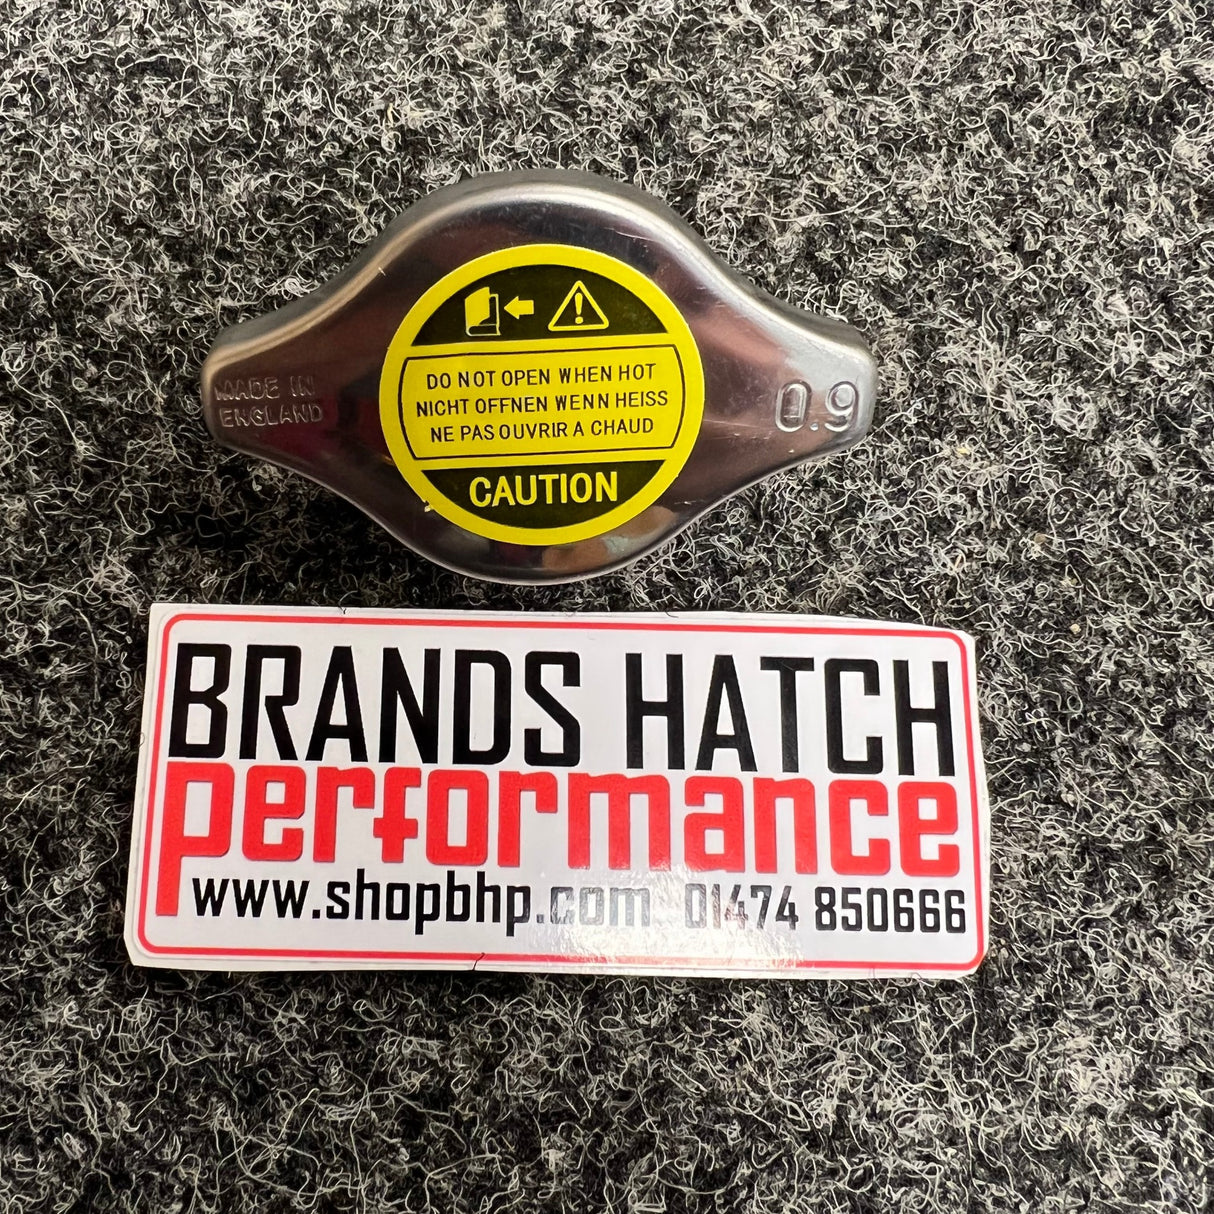 DO NOT OPEN WHEN HOT
NICHT OFFNEN WENN HEISS
NE PAS OUVRIR A CHAUD
CAUTION
MADE IN
ENGLAND
0.9
BRANDS HATCH
performance
www.shopbhp.com 01474 850666